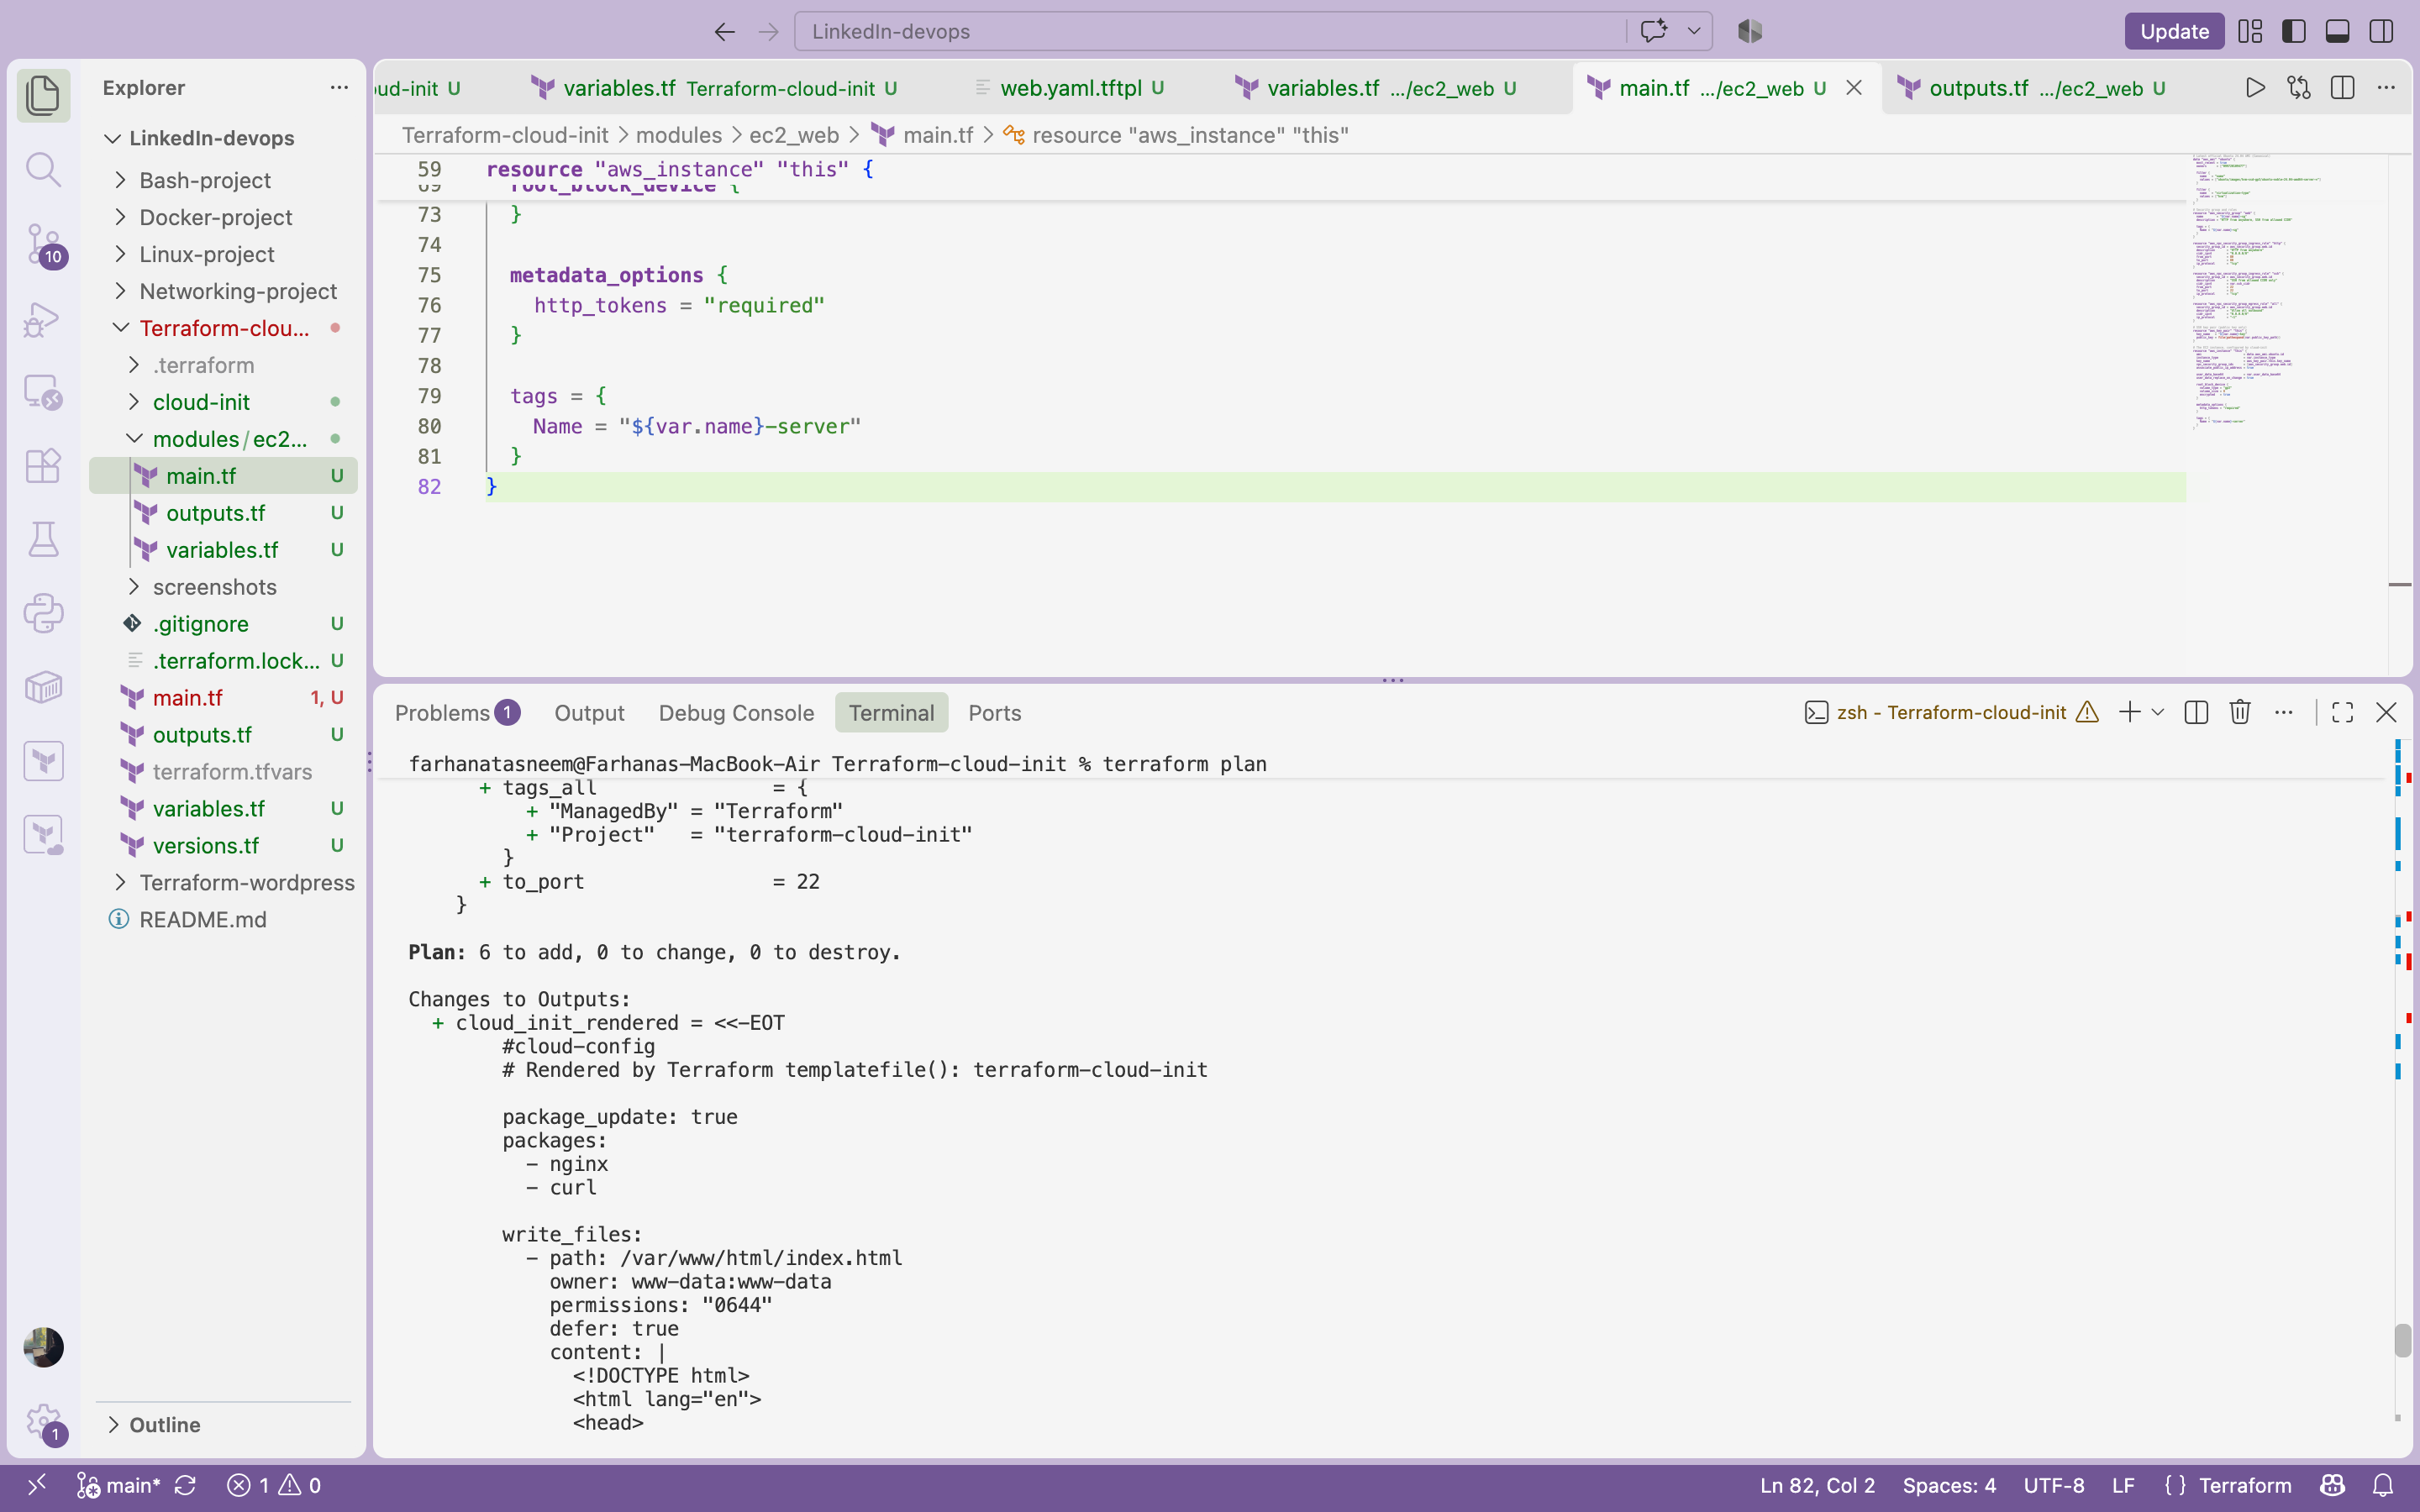 LinkedIn-devops
Update
Explorer
LinkedIn-devops
Bash-project
Docker-project
Linux-project
Networking-project
Terraform-clou...
.terraform
cloud-init
modules/ec2...
main.tf U
outputs.tf U
variables.tf U
screenshots
.gitignore U
.terraform.lock... U
main.tf 1, U
outputs.tf U
terraform.tfvars
variables.tf U
versions.tf U
Terraform-wordpress
README.md
Outline
10
1
ud-init U
variables.tf Terraform-cloud-init U
web.yaml.tftpl U
variables.tf .../ec2_web U
main.tf .../ec2_web U
outputs.tf .../ec2_web U
Terraform-cloud-init > modules > ec2_web > main.tf > resource "aws_instance" "this"
59 resource "aws_instance" "this" {
69 root_block_device {
73 }
74
75 metadata_options {
76 http_tokens = "required"
77 }
78
79 tags = {
80 Name = "${var.name}-server"
81 }
82 }
Problems 1 Output Debug Console Terminal Ports
zsh - Terraform-cloud-init
farhanatasneem@Farhanas-MacBook-Air Terraform-cloud-init % terraform plan
+ tags_all = {
+ "ManagedBy" = "Terraform"
+ "Project" = "terraform-cloud-init"
}
+ to_port = 22
}
Plan: 6 to add, 0 to change, 0 to destroy.
Changes to Outputs:
+ cloud_init_rendered = <<-EOT
#cloud-config
# Rendered by Terraform templatefile(): terraform-cloud-init
package_update: true
packages:
- nginx
- curl
write_files:
- path: /var/www/html/index.html
owner: www-data:www-data
permissions: "0644"
defer: true
content: |
<!DOCTYPE html>
<html lang="en">
<head>
main* 1 0
Ln 82, Col 2 Spaces: 4 UTF-8 LF { } Terraform